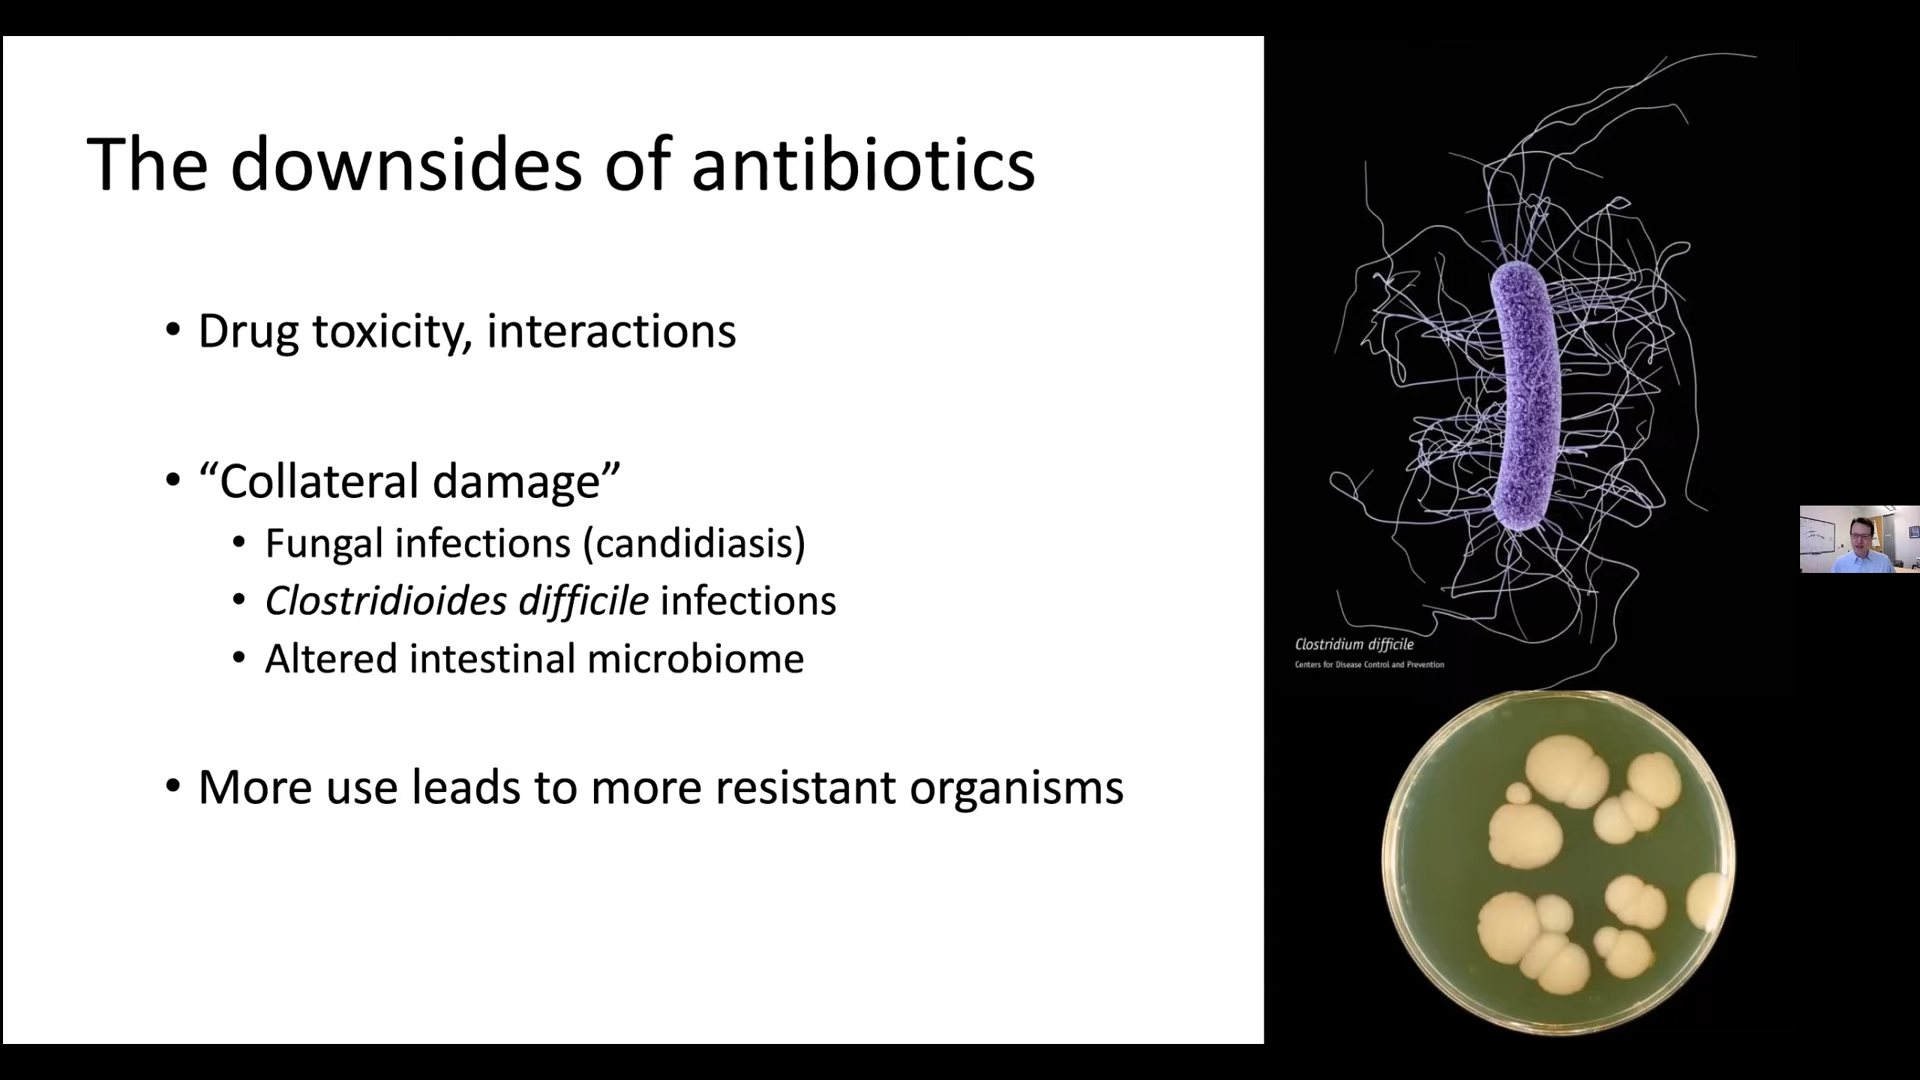 The downsides of antibiotics
• Drug toxicity, interactions
• “Collateral damage”
• Fungal infections (candidiasis)
• Clostridioides difficile infections
• Altered intestinal microbiome
• More use leads to more resistant organisms
Clostridium difficile
Centers for Disease Control and Prevention